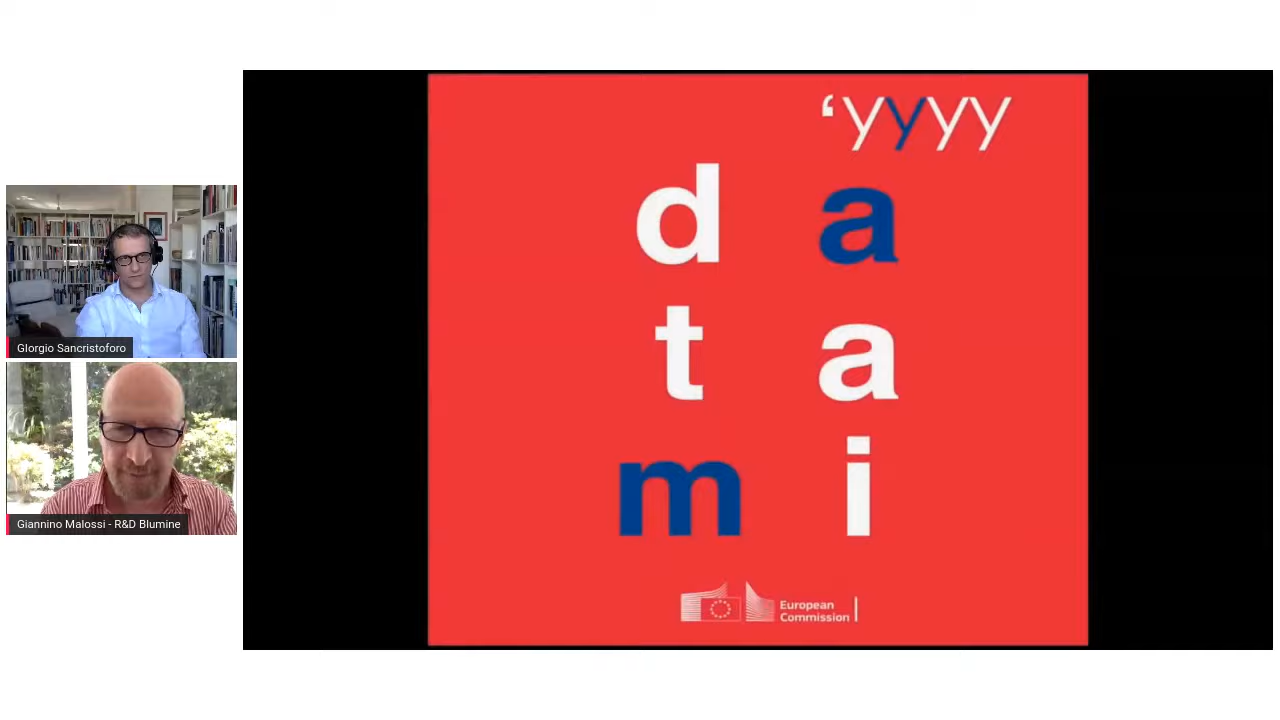 GIorgio Sancristoforo
Giannino Malossi - R&D Blumine
‘yyyy
d a
t a
m i
European
Commission